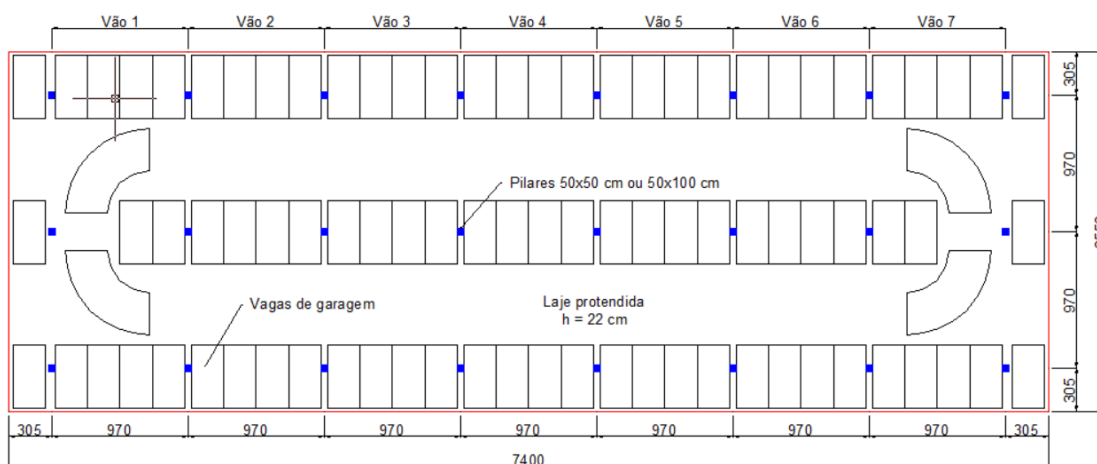 Vão 1 Vão 2 Vão 3 Vão 4 Vão 5 Vão 6 Vão 7
305
970
Pilares 50x50 cm ou 50x100 cm
970
Vagas de garagem
Laje protendida
h = 22 cm
305
305 970 970 970 970 970 970 970 305
7400